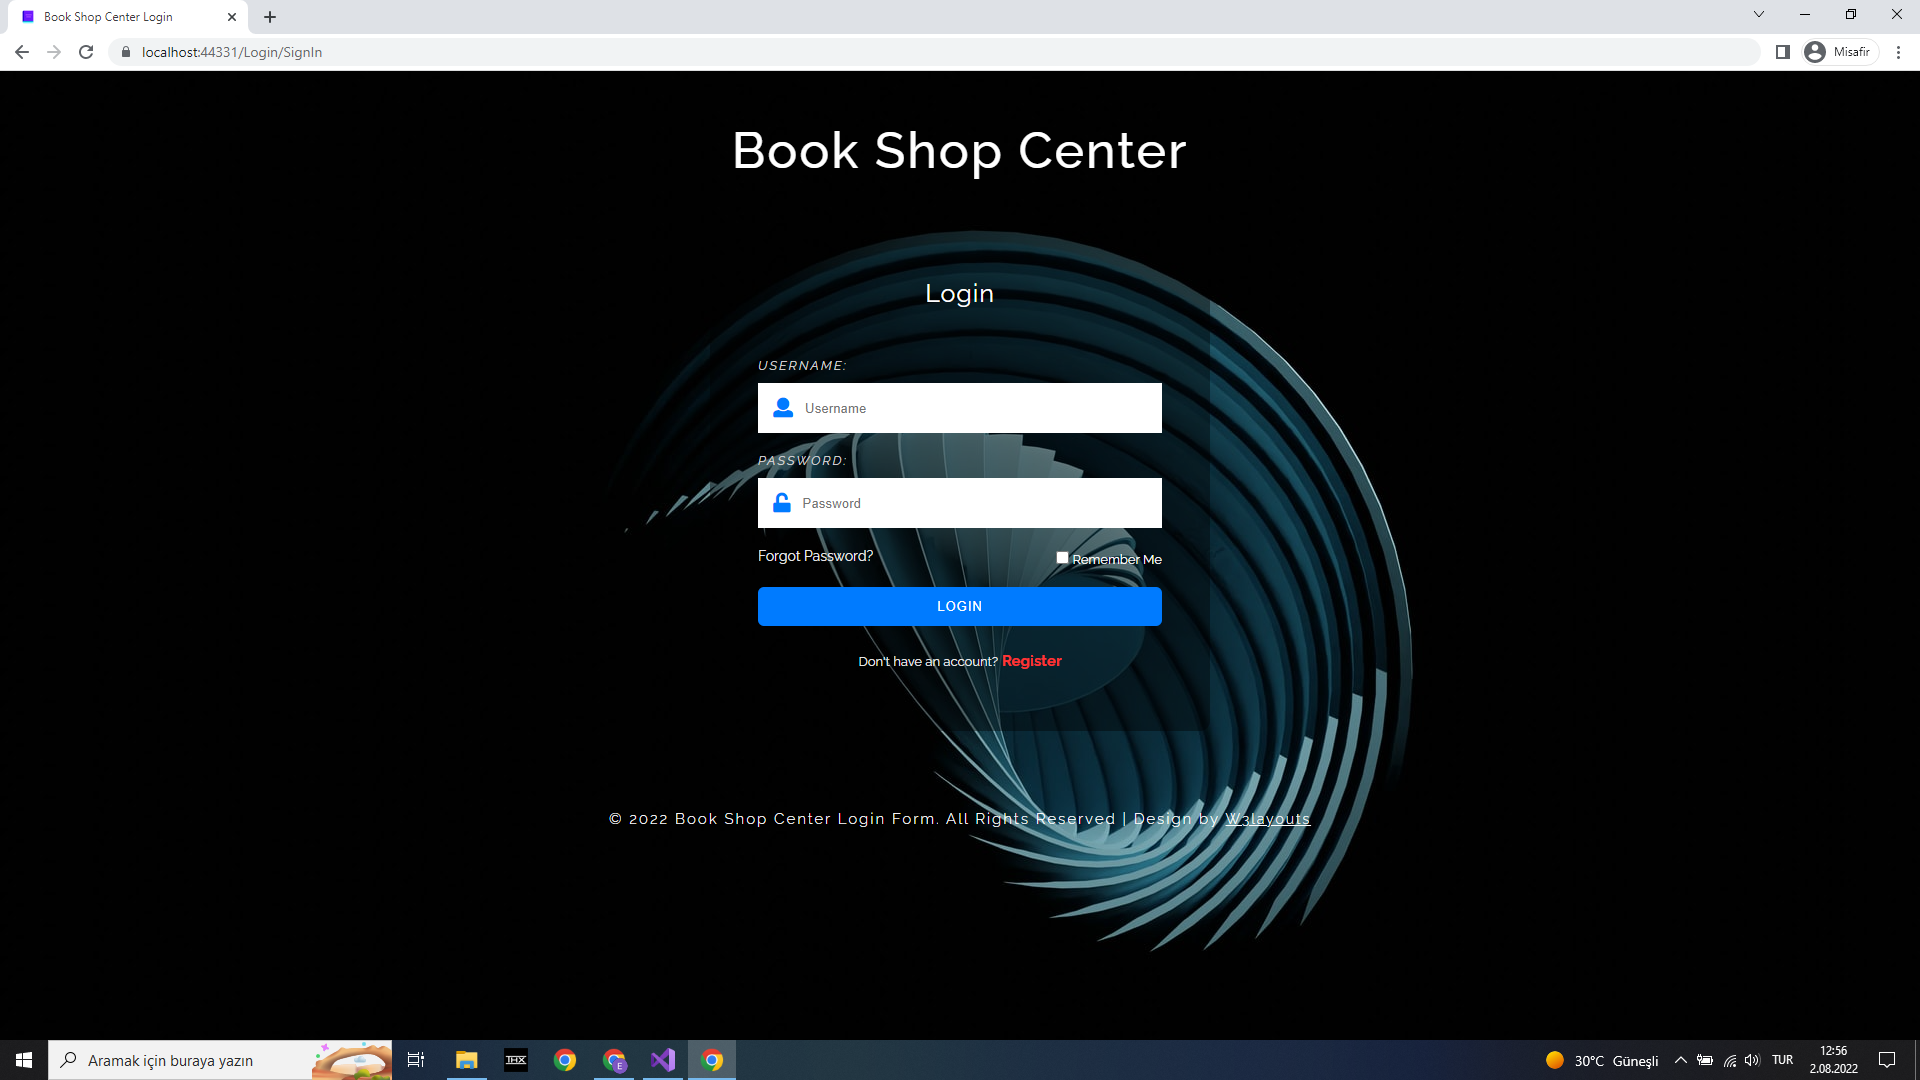 Book Shop Center Login
localhost:44331/Login/SignIn
Misafir
Book Shop Center
Login
USERNAME:
Username
PASSWORD:
Password
Forgot Password?
Remember Me
LOGIN
Don't have an account? Register
© 2022 Book Shop Center Login Form. All Rights Reserved | Design by W3layouts
Aramak için buraya yazın
THX
E
30°C Güneşli
TUR
12:56
2.08.2022